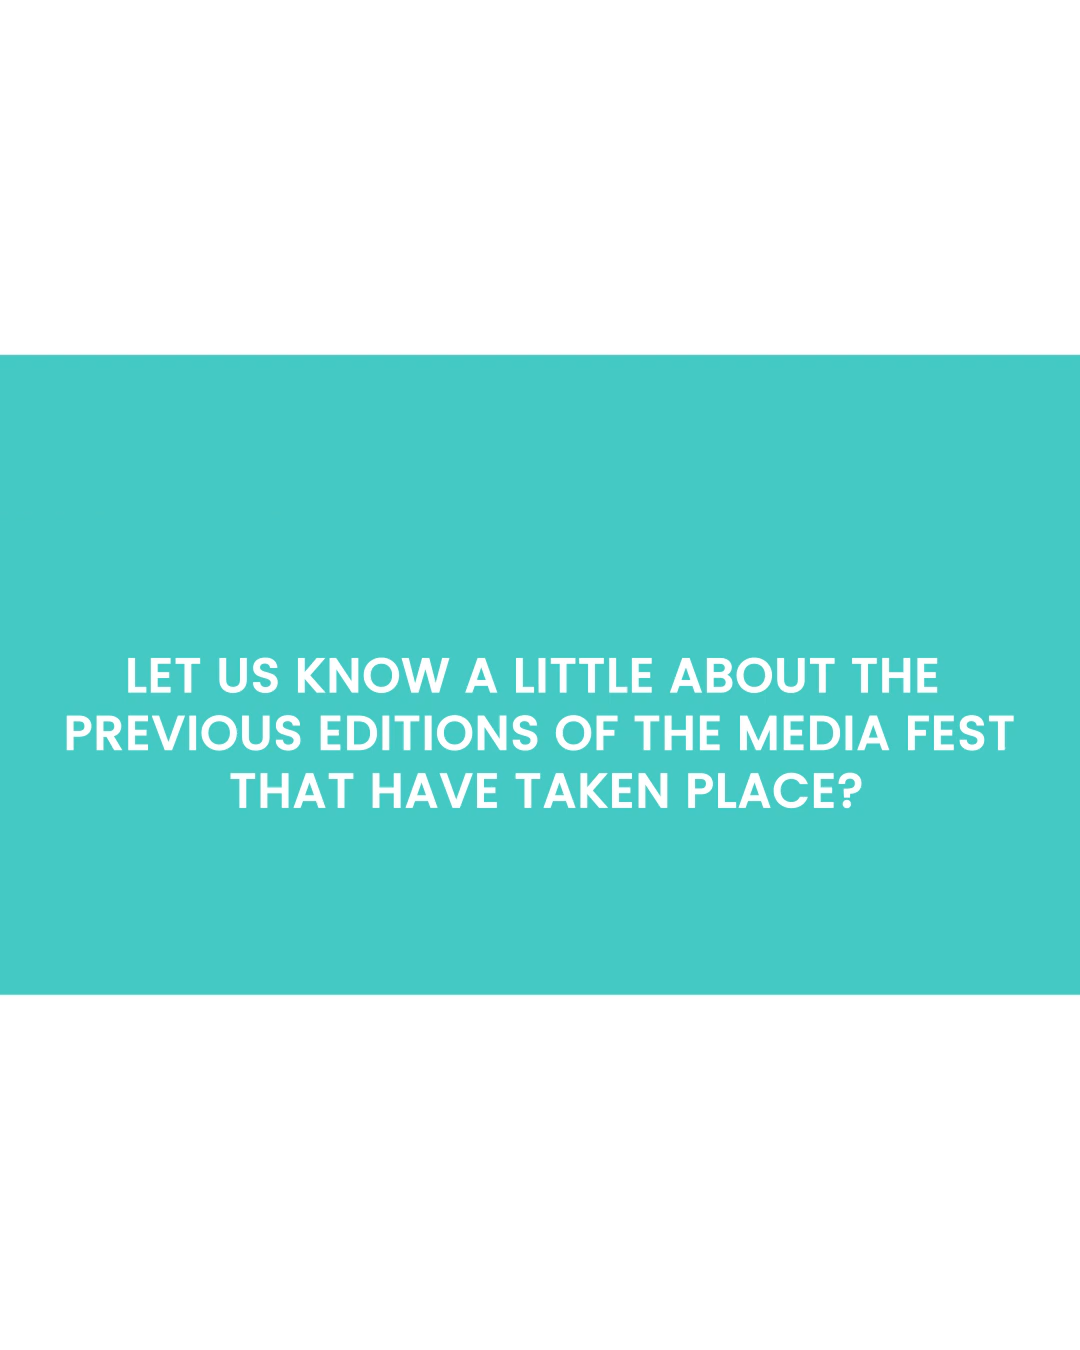 LET US KNOW A LITTLE ABOUT THE
PREVIOUS EDITIONS OF THE MEDIA FEST
THAT HAVE TAKEN PLACE?